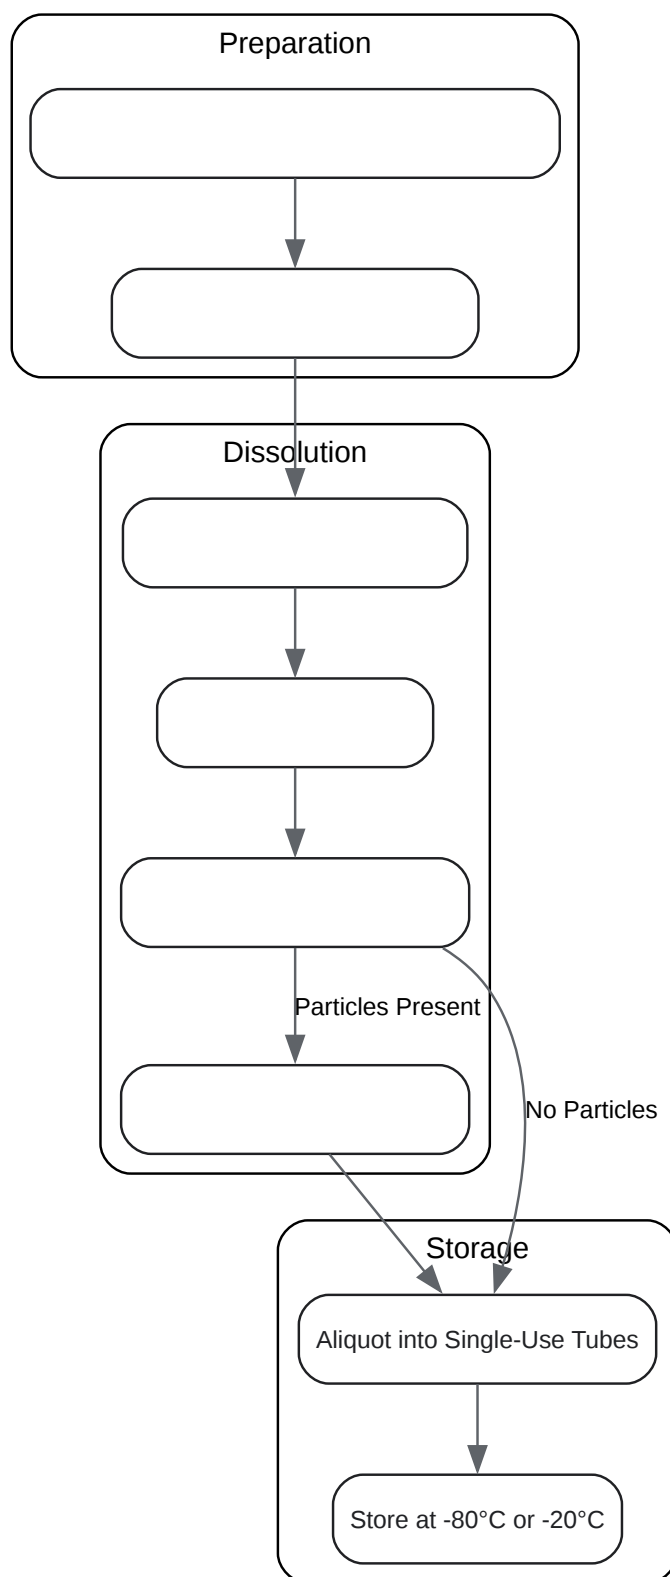 Preparation
Dissolution
Particles Present
No Particles
Storage
Aliquot into Single-Use Tubes
Store at -80°C or -20°C